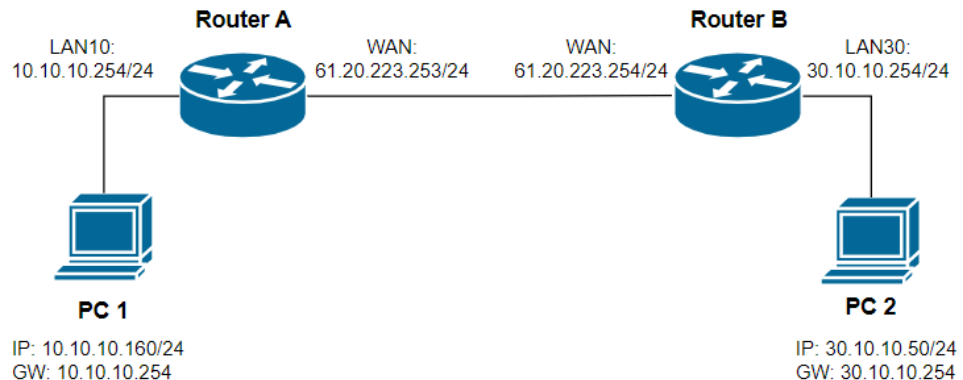 Router A
Router B
LAN10:
10.10.10.254/24
WAN:
61.20.223.253/24
WAN:
61.20.223.254/24
LAN30:
30.10.10.254/24
PC 1
IP: 10.10.10.160/24
GW: 10.10.10.254
PC 2
IP: 30.10.10.50/24
GW: 30.10.10.254